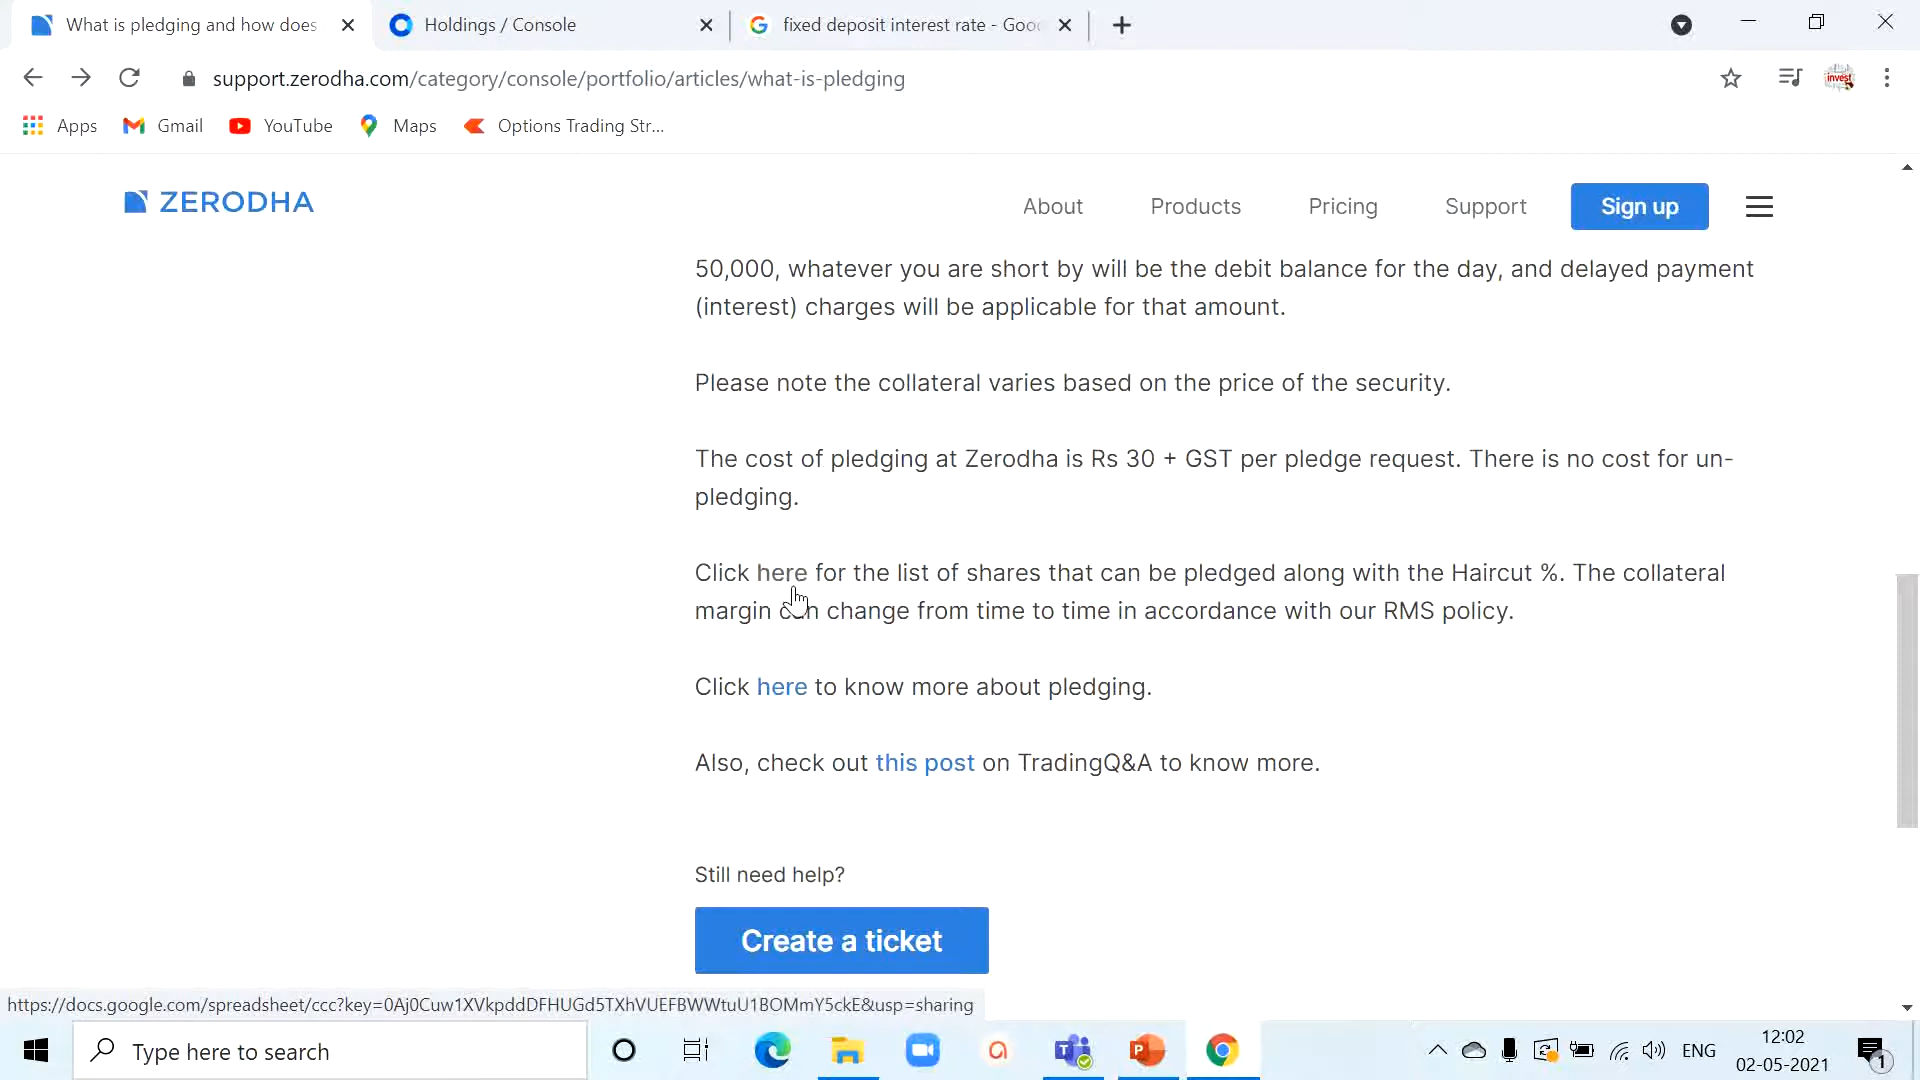 What is pledging and how does
Holdings / Console
fixed deposit interest rate - Goo
support.zerodha.com/category/console/portfolio/articles/what-is-pledging
invest
Apps
Gmail
YouTube
Maps
Options Trading Str...
ZERODHA
About
Products
Pricing
Support
Sign up
50,000, whatever you are short by will be the debit balance for the day, and delayed payment
(interest) charges will be applicable for that amount.
Please note the collateral varies based on the price of the security.
The cost of pledging at Zerodha is Rs 30 + GST per pledge request. There is no cost for un-
pledging.
Click here for the list of shares that can be pledged along with the Haircut %. The collateral
margin can change from time to time in accordance with our RMS policy.
Click here to know more about pledging.
Also, check out this post on TradingQ&A to know more.
Still need help?
Create a ticket
https://docs.google.com/spreadsheet/ccc?key=0Aj0Cuw1XVkpddDFHUGd5TXhVUEFBWWtuU1BOMmY5ckE&usp=sharing
Type here to search
ENG
12:02
02-05-2021
1